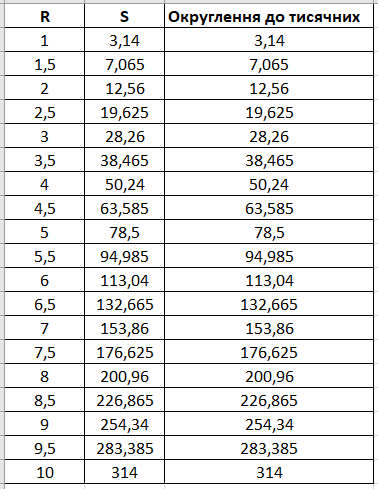 R S Округлення до тисячних
1 3,14 3,14
1,5 7,065 7,065
2 12,56 12,56
2,5 19,625 19,625
3 28,26 28,26
3,5 38,465 38,465
4 50,24 50,24
4,5 63,585 63,585
5 78,5 78,5
5,5 94,985 94,985
6 113,04 113,04
6,5 132,665 132,665
7 153,86 153,86
7,5 176,625 176,625
8 200,96 200,96
8,5 226,865 226,865
9 254,34 254,34
9,5 283,385 283,385
10 314 314